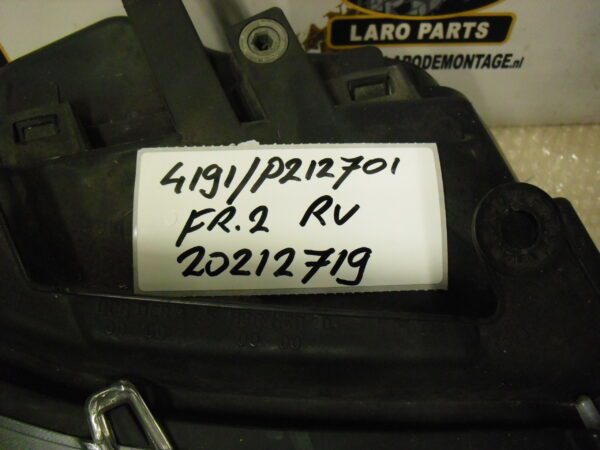 LARO PARTS
LARODEMONTAGE.nl
4191/P212701
FR.2 RV
20212719